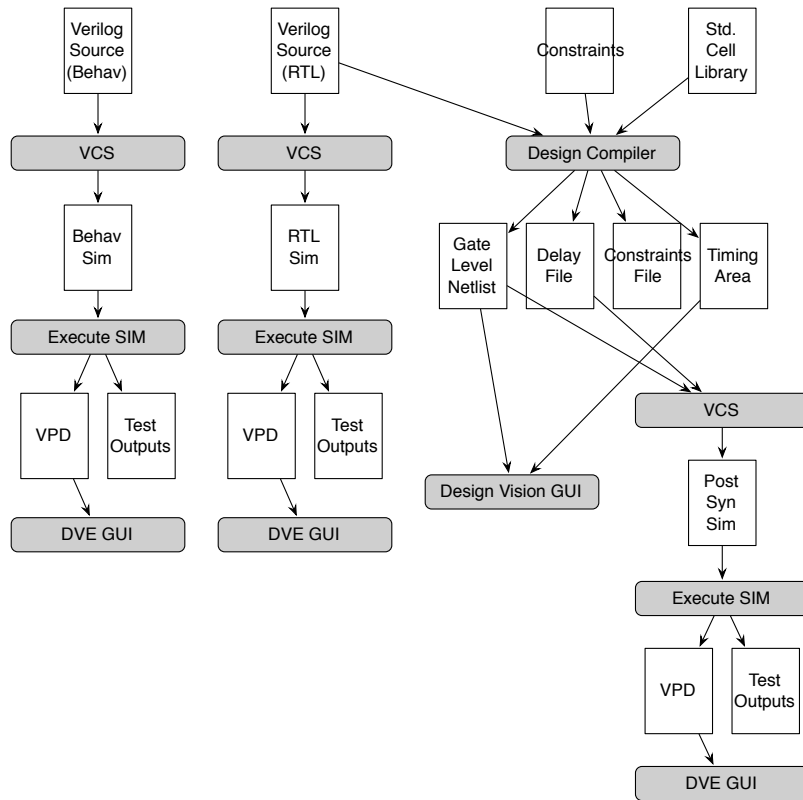 Verilog
Source
(Behav)
Verilog
Source
(RTL)
Constraints
Std.
Cell
Library
VCS
VCS
Design Compiler
Behav
Sim
RTL
Sim
Gate
Level
Netlist
Delay
File
Constraints
File
Timing
Area
Execute SIM
Execute SIM
VPD
Test
Outputs
VPD
Test
Outputs
VCS
Design Vision GUI
Post
Syn
Sim
DVE GUI
DVE GUI
Execute SIM
VPD
Test
Outputs
DVE GUI